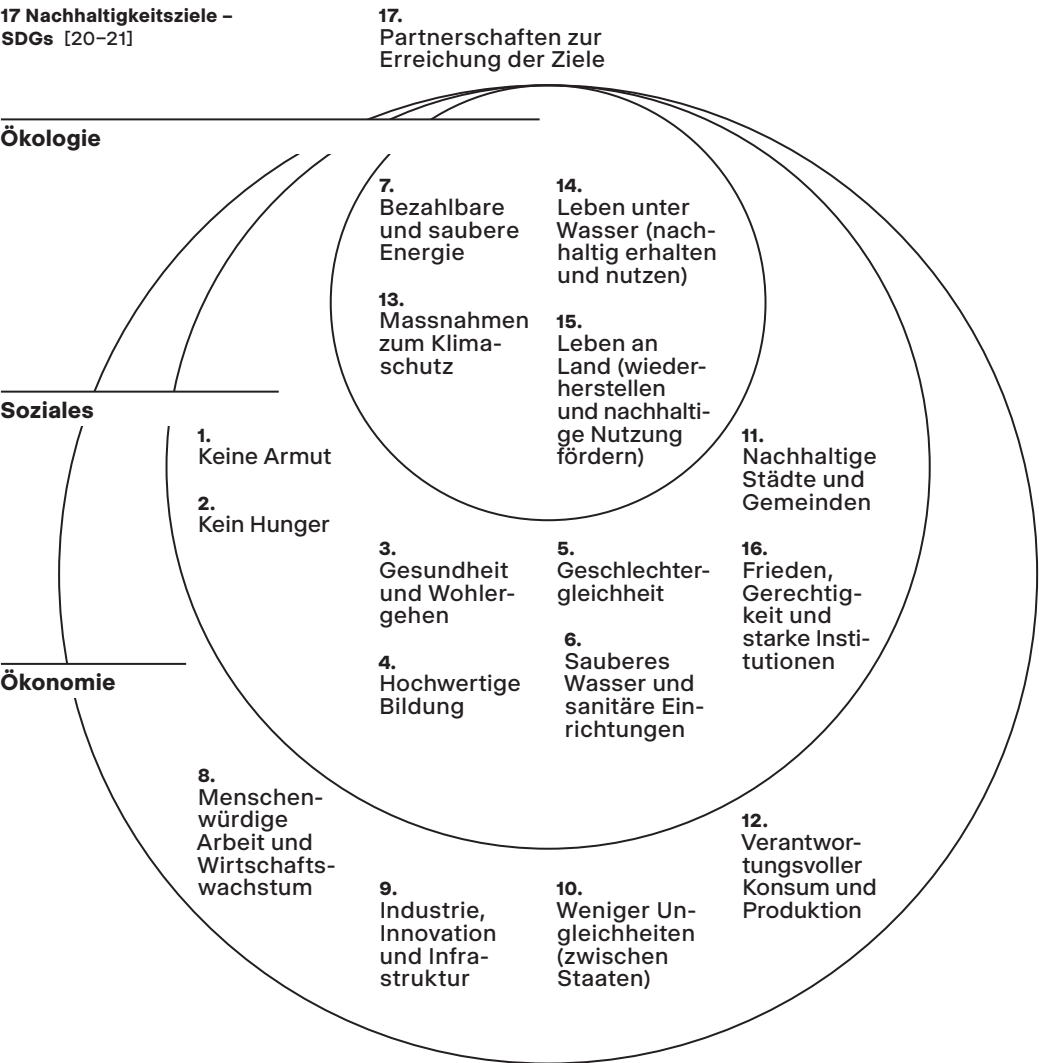 17 Nachhaltigkeitsziele –
SDGs [20–21]
17.
Partnerschaften zur
Erreichung der Ziele
Ökologie
7.
Bezahlbare
und saubere
Energie
13.
Massnahmen
zum Klima-
schutz
14.
Leben unter
Wasser (nach-
haltig erhalten
und nutzen)
15.
Leben an
Land (wieder-
herstellen
und nachhalti-
ge Nutzung
fördern)
Soziales
1.
Keine Armut
2.
Kein Hunger
3.
Gesundheit
und Wohler-
gehen
4.
Hochwertige
Bildung
5.
Geschlechter-
gleichheit
6.
Sauberes
Wasser und
sanitäre Ein-
richtungen
11.
Nachhaltige
Städte und
Gemeinden
16.
Frieden,
Gerechtig-
keit und
starke Insti-
tutionen
Ökonomie
8.
Menschen-
würdige
Arbeit und
Wirtschafts-
wachstum
9.
Industrie,
Innovation
und Infra-
struktur
10.
Weniger Un-
gleichheiten
(zwischen
Staaten)
12.
Verantwor-
tungsvoller
Konsum und
Produktion